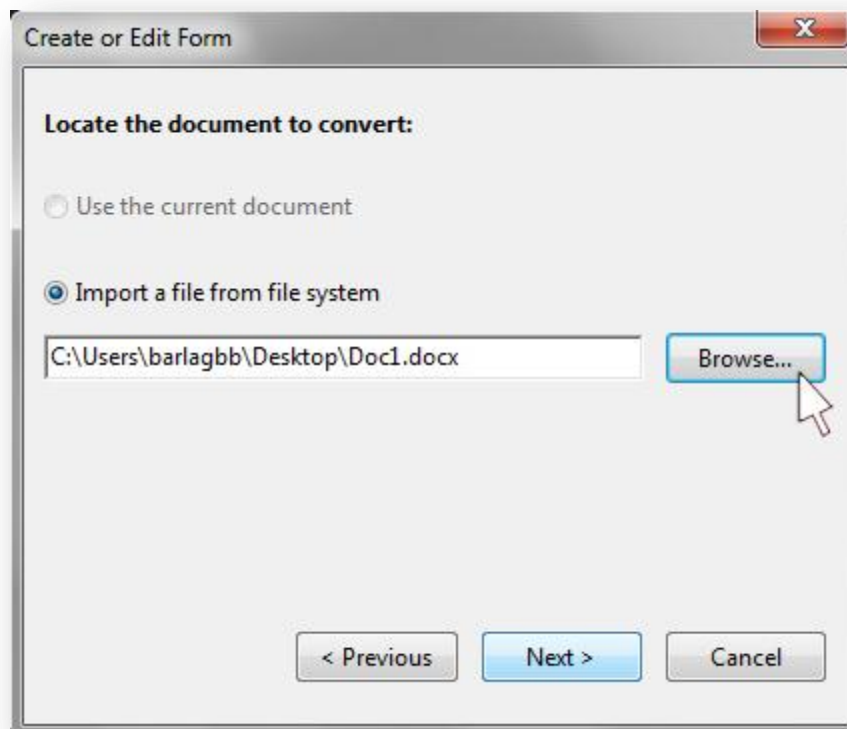 Create or Edit Form
X
Locate the document to convert:
Use the current document
Import a file from file system
C:\Users\barlagbb\Desktop\Doc1.docx
Browse...
< Previous
Next >
Cancel